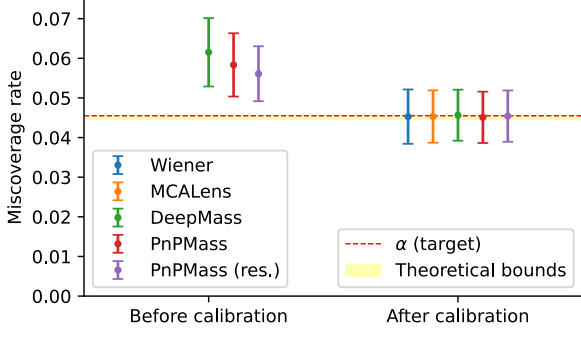 Miscoverage rate
0.07
0.06
0.05
0.04
0.03
0.02
0.01
0.00
Wiener
MCALens
DeepMass
PnPMass
PnPMass (res.)
α (target)
Theoretical bounds
Before calibration
After calibration